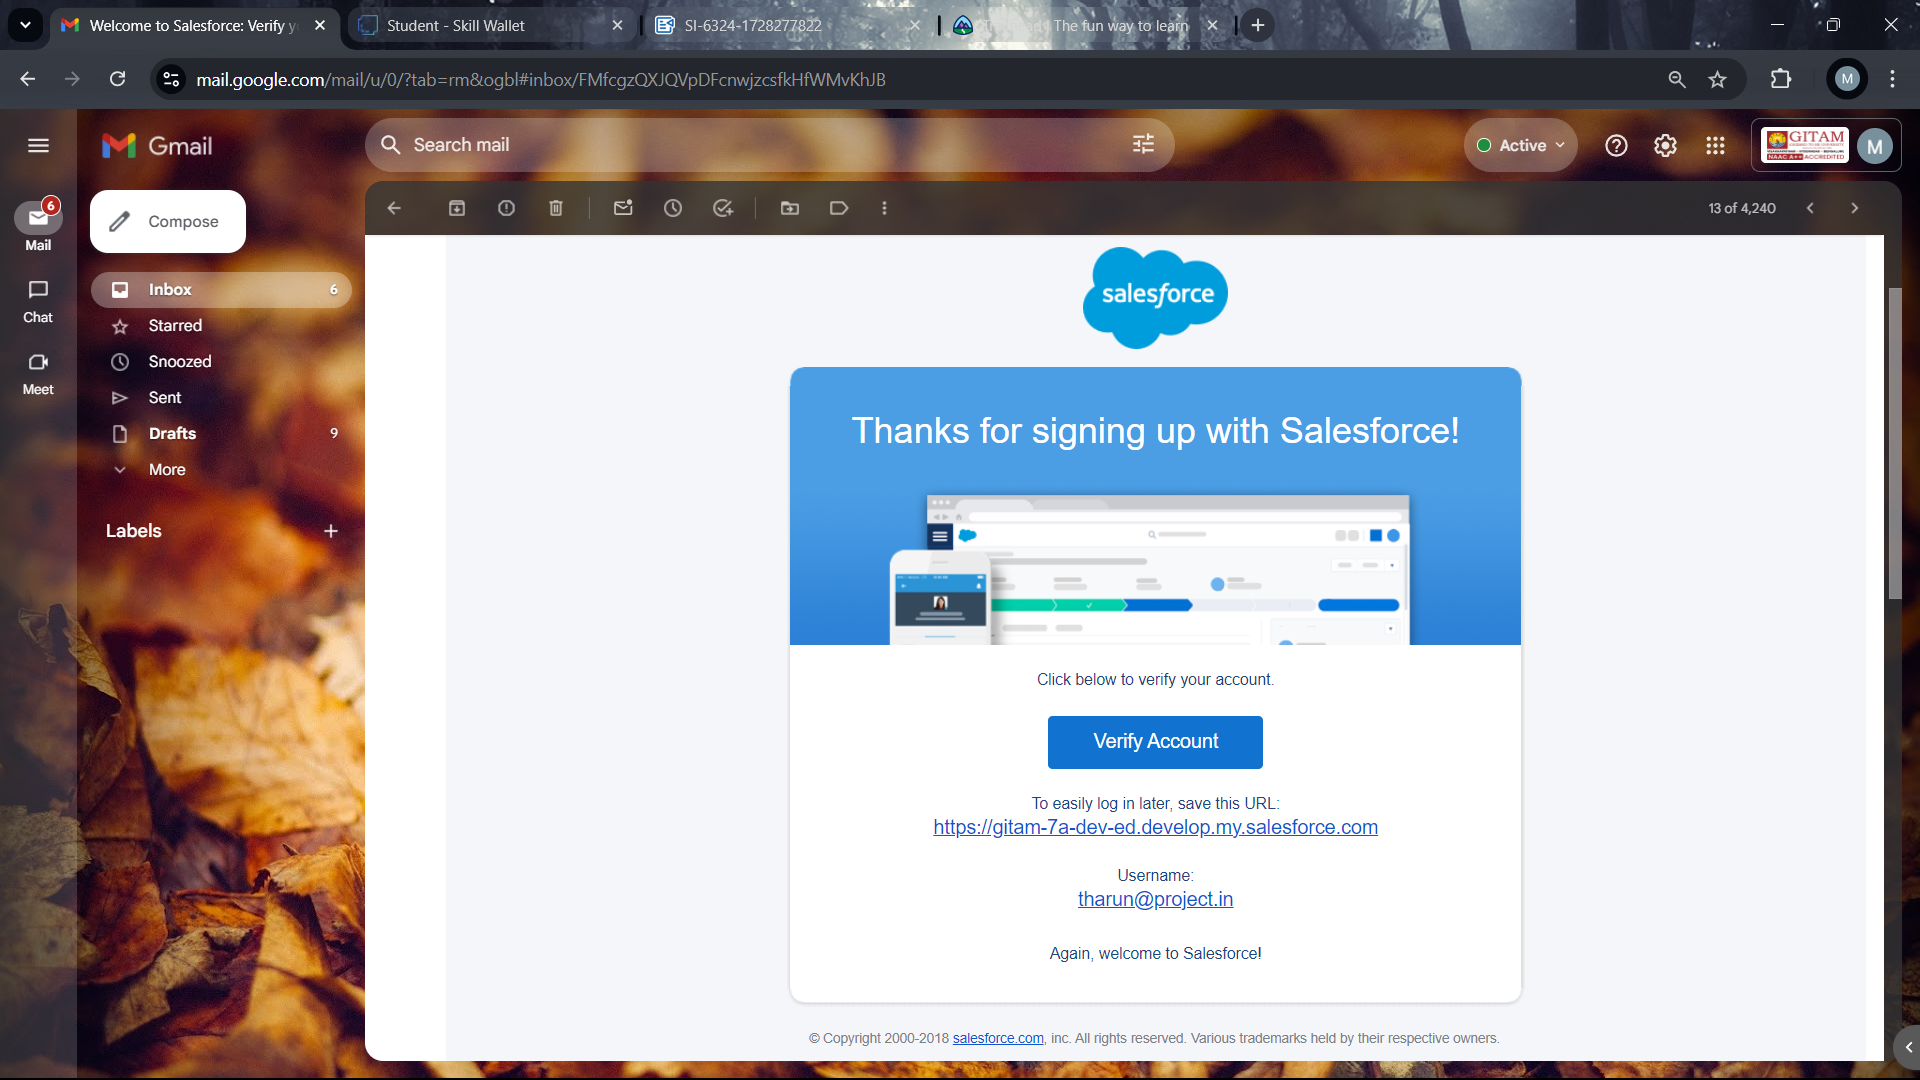 Welcome to Salesforce: Verify y
Student - Skill Wallet
SI-6324-1728277822
The fun way to learn
mail.google.com/mail/u/0/?tab=rm&ogbl#inbox/FMfcgzQXJQVpDFcnwjzcsfkHfWMvKhJB
M
Gmail
Search mail
Active
GITAM
NAAC A++ ACCREDITED
M
6
Mail
Chat
Meet
Compose
Inbox 6
Starred
Snoozed
Sent
Drafts 9
More
Labels
13 of 4,240
salesforce
Thanks for signing up with Salesforce!
Click below to verify your account.
Verify Account
To easily log in later, save this URL:
https://gitam-7a-dev-ed.develop.my.salesforce.com
Username:
tharun@project.in
Again, welcome to Salesforce!
© Copyright 2000-2018 salesforce.com, inc. All rights reserved. Various trademarks held by their respective owners.